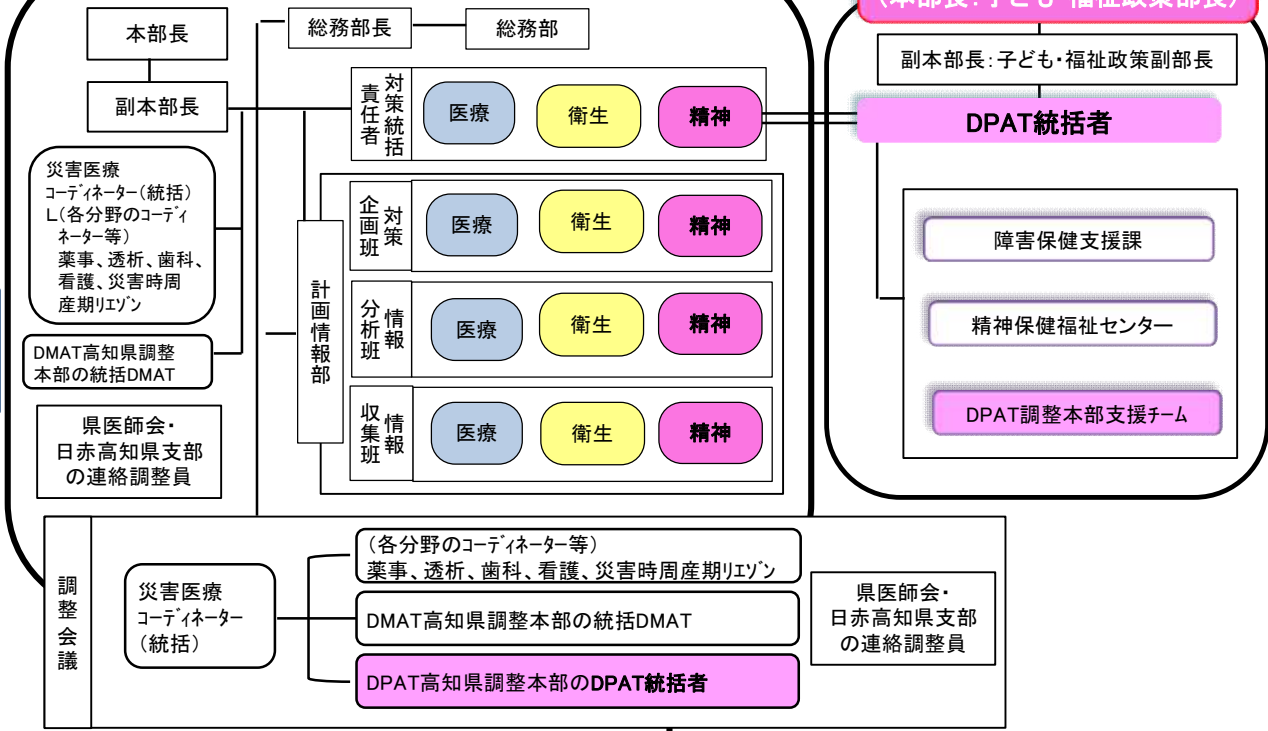 (本部長:子ども・福祉政策部長)
本部長
総務部長
総務部
副本部長:子ども・福祉政策副部長
副本部長
対策統括
責任者
医療
衛生
精神
DPAT統括者
災害医療
コーディネーター(統括)
L(各分野のコーディ
ネーター等)
薬事、透析、歯科、
看護、災害時周
産期リエゾン
計画情報部
対策
企画班
医療
衛生
精神
障害保健支援課
情報
分析班
医療
衛生
精神
精神保健福祉センター
DMAT高知県調整
本部の統括DMAT
情報
収集班
医療
衛生
精神
DPAT調整本部支援チーム
県医師会・
日赤高知県支部
の連絡調整員
調整会議
災害医療
コーディネーター
(統括)
(各分野のコーディネーター等)
薬事、透析、歯科、看護、災害時周産期リエゾン
DMAT高知県調整本部の統括DMAT
DPAT高知県調整本部のDPAT統括者
県医師会・
日赤高知県支部
の連絡調整員